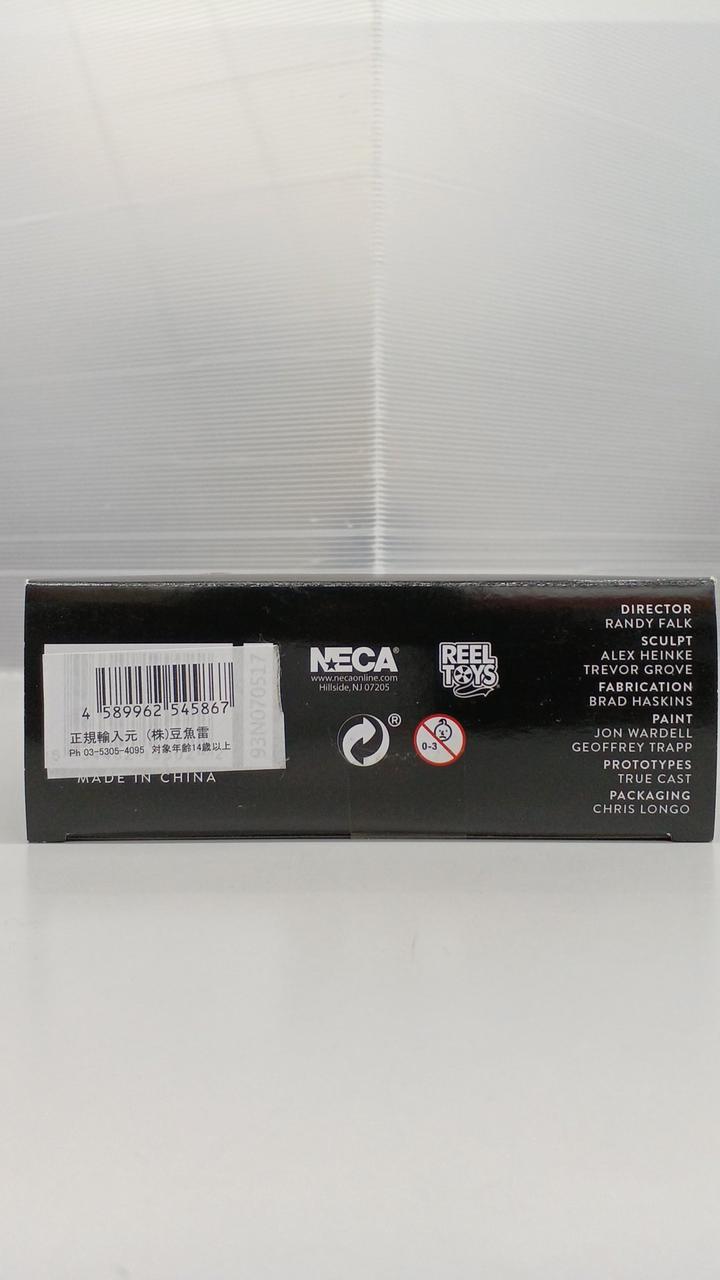 4 589962 545867
正規輸入元 (株)豆魚雷
Ph 03-5305-4095 対象年齢14歳以上
93N070517
MADE IN CHINA
NECA®
www.necaonline.com
Hillside, NJ 07205
REEL
TOYS
®
0-3
DIRECTOR
RANDY FALK
SCULPT
ALEX HEINKE
TREVOR GROVE
FABRICATION
BRAD HASKINS
PAINT
JON WARDELL
GEOFFREY TRAPP
PROTOTYPES
TRUE CAST
PACKAGING
CHRIS LONGO